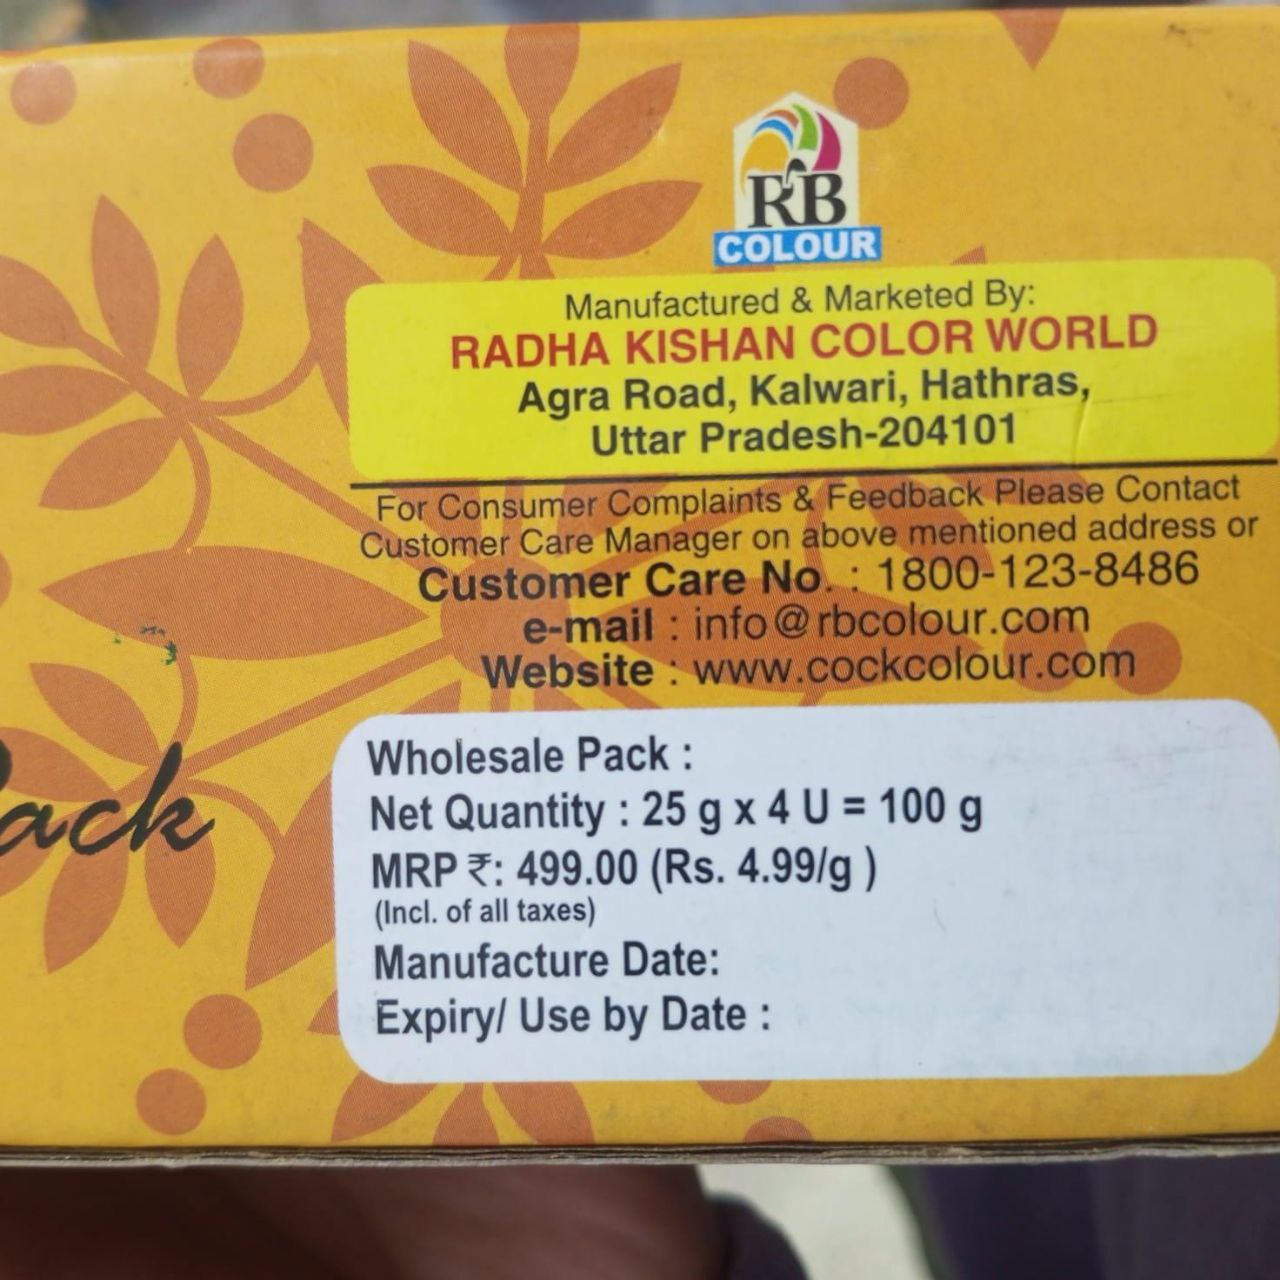 RB
COLOUR
Manufactured & Marketed By:
RADHA KISHAN COLOR WORLD
Agra Road, Kalwari, Hathras,
Uttar Pradesh-204101
For Consumer Complaints & Feedback Please Contact
Customer Care Manager on above mentioned address or
Customer Care No. : 1800-123-8486
e-mail : info@rbcolour.com
Website : www.cockcolour.com
ack
Wholesale Pack :
Net Quantity : 25 g x 4 U = 100 g
MRP ₹: 499.00 (Rs. 4.99/g )
(Incl. of all taxes)
Manufacture Date:
Expiry/ Use by Date :